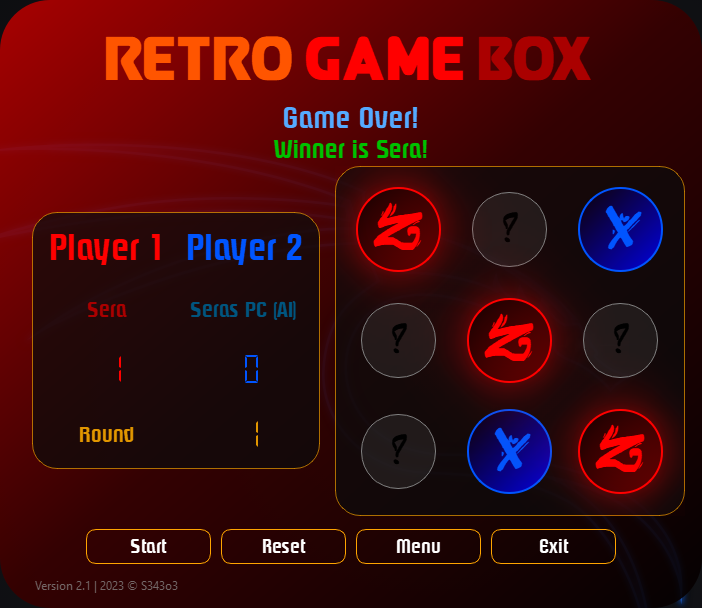 RETRO GAME BOX
Game Over!
Winner is Sera!
Player 1 Player 2
Sera Seras PC (AI)
1 0
Round 1
Z ? X
? Z ?
? X Z
Start Reset Menu Exit
Version 2.1 | 2023 © S343o3